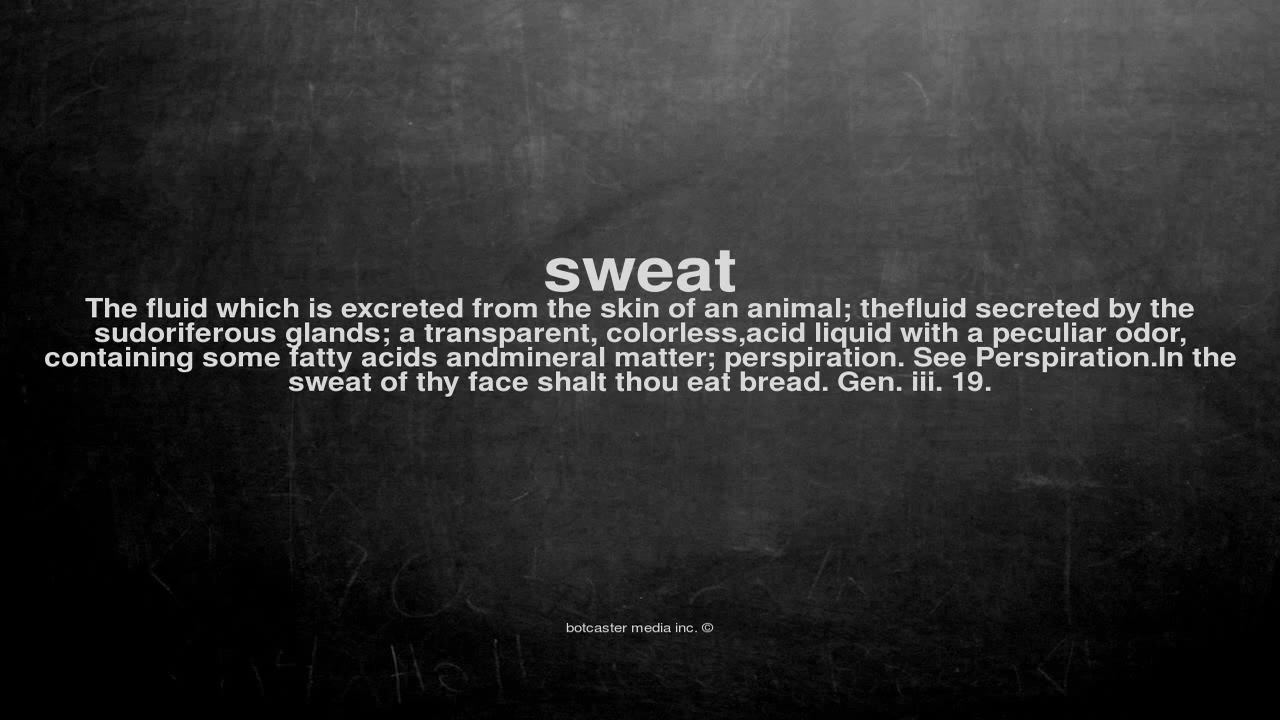 sweat
The fluid which is excreted from the skin of an animal; thefluid secreted by the
sudoriferous glands; a transparent, colorless,acid liquid with a peculiar odor,
containing some fatty acids andmineral matter; perspiration. See Perspiration.In the
sweat of thy face shalt thou eat bread. Gen. iii. 19.
botcaster media inc. ©